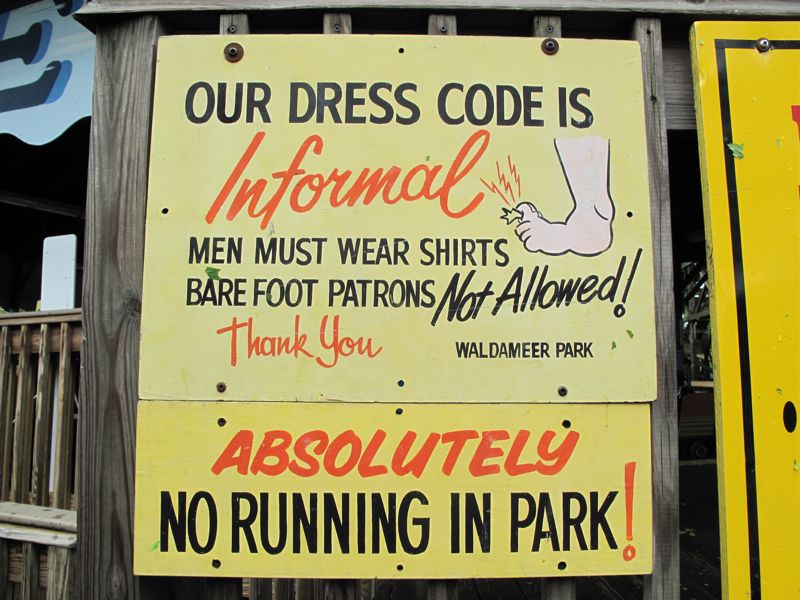 OUR DRESS CODE IS
Informal
MEN MUST WEAR SHIRTS
BARE FOOT PATRONS Not Allowed!
Thank You
WALDAMEER PARK
ABSOLUTELY
NO RUNNING IN PARK!